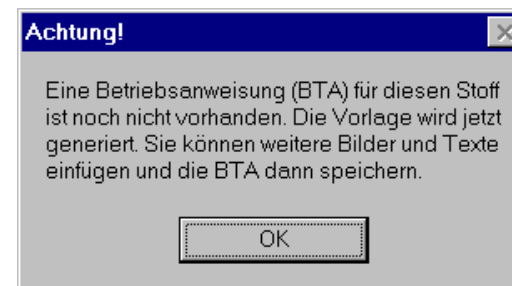 Achtung!
Eine Betriebsanweisung (BTA) für diesen Stoff
ist noch nicht vorhanden. Die Vorlage wird jetzt
generiert. Sie können weitere Bilder und Texte
einfügen und die BTA dann speichern.
OK